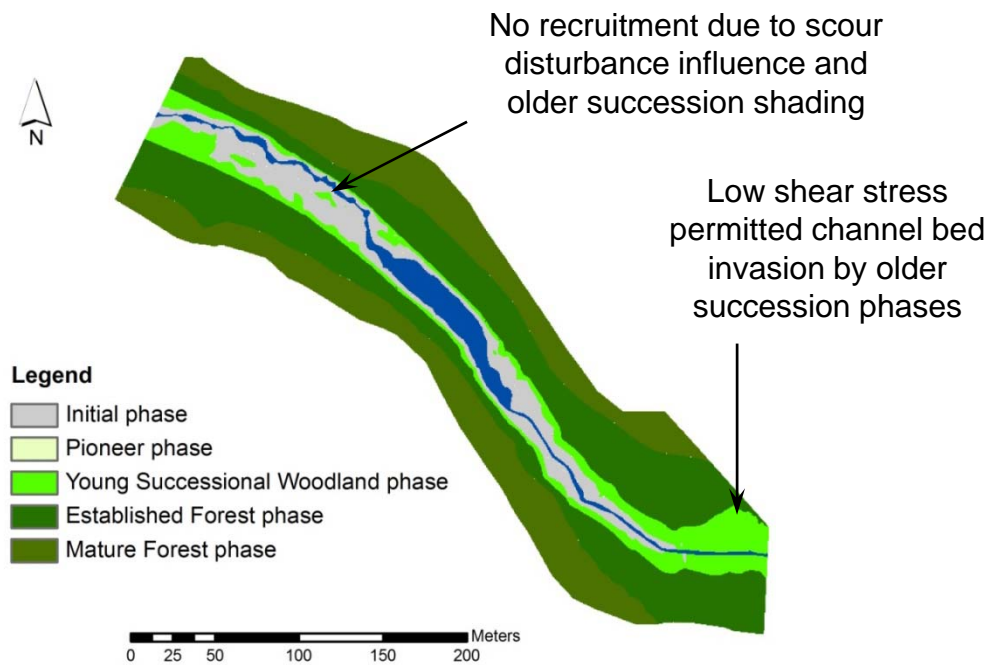 No recruitment due to scour
disturbance influence and
older succession shading
N
Low shear stress
permitted channel bed
invasion by older
succession phases
Legend
Initial phase
Pioneer phase
Young Successional Woodland phase
Established Forest phase
Mature Forest phase
Meters
0 25 50 100 150 200